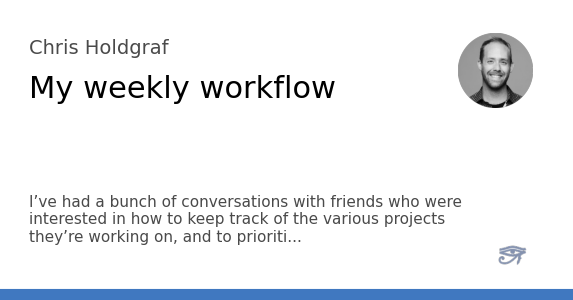 Chris Holdgraf
My weekly workflow
I’ve had a bunch of conversations with friends who were
interested in how to keep track of the various projects
they’re working on, and to prioriti...